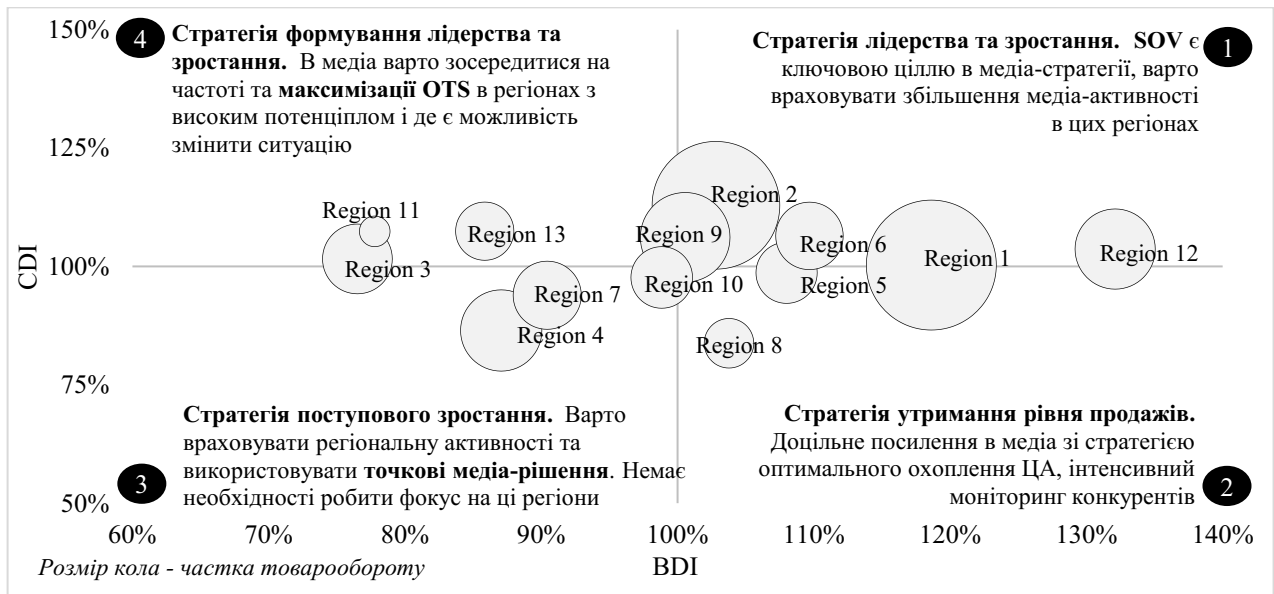 150%
4
Стратегія формування лідерства та
зростання. В медіа варто зосередитися на
частоті та максимізації OTS в регіонах з
високим потенціплом і де є можливість
змінити ситуацію
Стратегія лідерства та зростання. SOV є
ключовою ціллю в медіа-стратегії, варто
враховувати збільшення медіа-активності
в цих регіонах
1
125%
Region 11
Region 13
Region 3
Region 2
Region 9
Region 6
Region 1
Region 12
CDI
100%
Region 7
Region 10
Region 5
Region 4
Region 8
75%
Стратегія поступового зростання. Варто
враховувати регіональну активності та
використовувати точкові медіа-рішення. Немає
необхідності робити фокус на ці регіони
3
Стратегія утримання рівня продажів.
Доцільне посилення в медіа зі стратегією
оптимального охоплення ЦА, інтенсивний
моніторинг конкурентів
2
50%
60% 70% 80% 90% 100% 110% 120% 130% 140%
Розмір кола - частка товарообороту
BDI